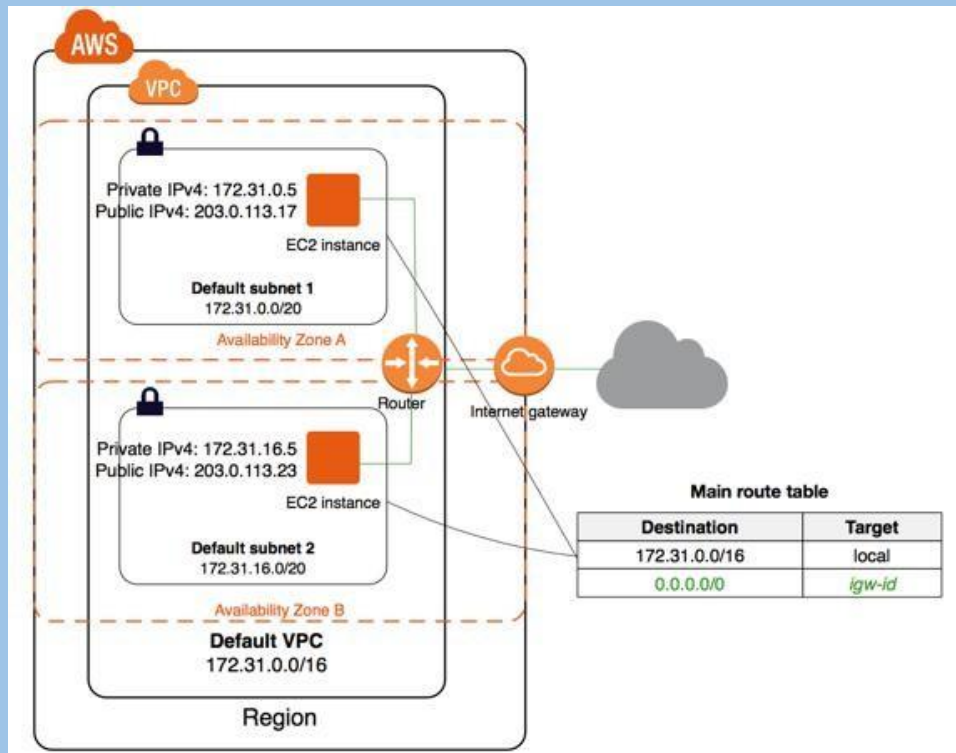 AWS
VPC
Private IPv4: 172.31.0.5
Public IPv4: 203.0.113.17
EC2 instance
Default subnet 1
172.31.0.0/20
Availability Zone A
Router
Internet gateway
Private IPv4: 172.31.16.5
Public IPv4: 203.0.113.23
EC2 instance
Default subnet 2
172.31.16.0/20
Availability Zone B
Default VPC
172.31.0.0/16
Region
Main route table
Destination Target
172.31.0.0/16 local
0.0.0.0/0 igw-id